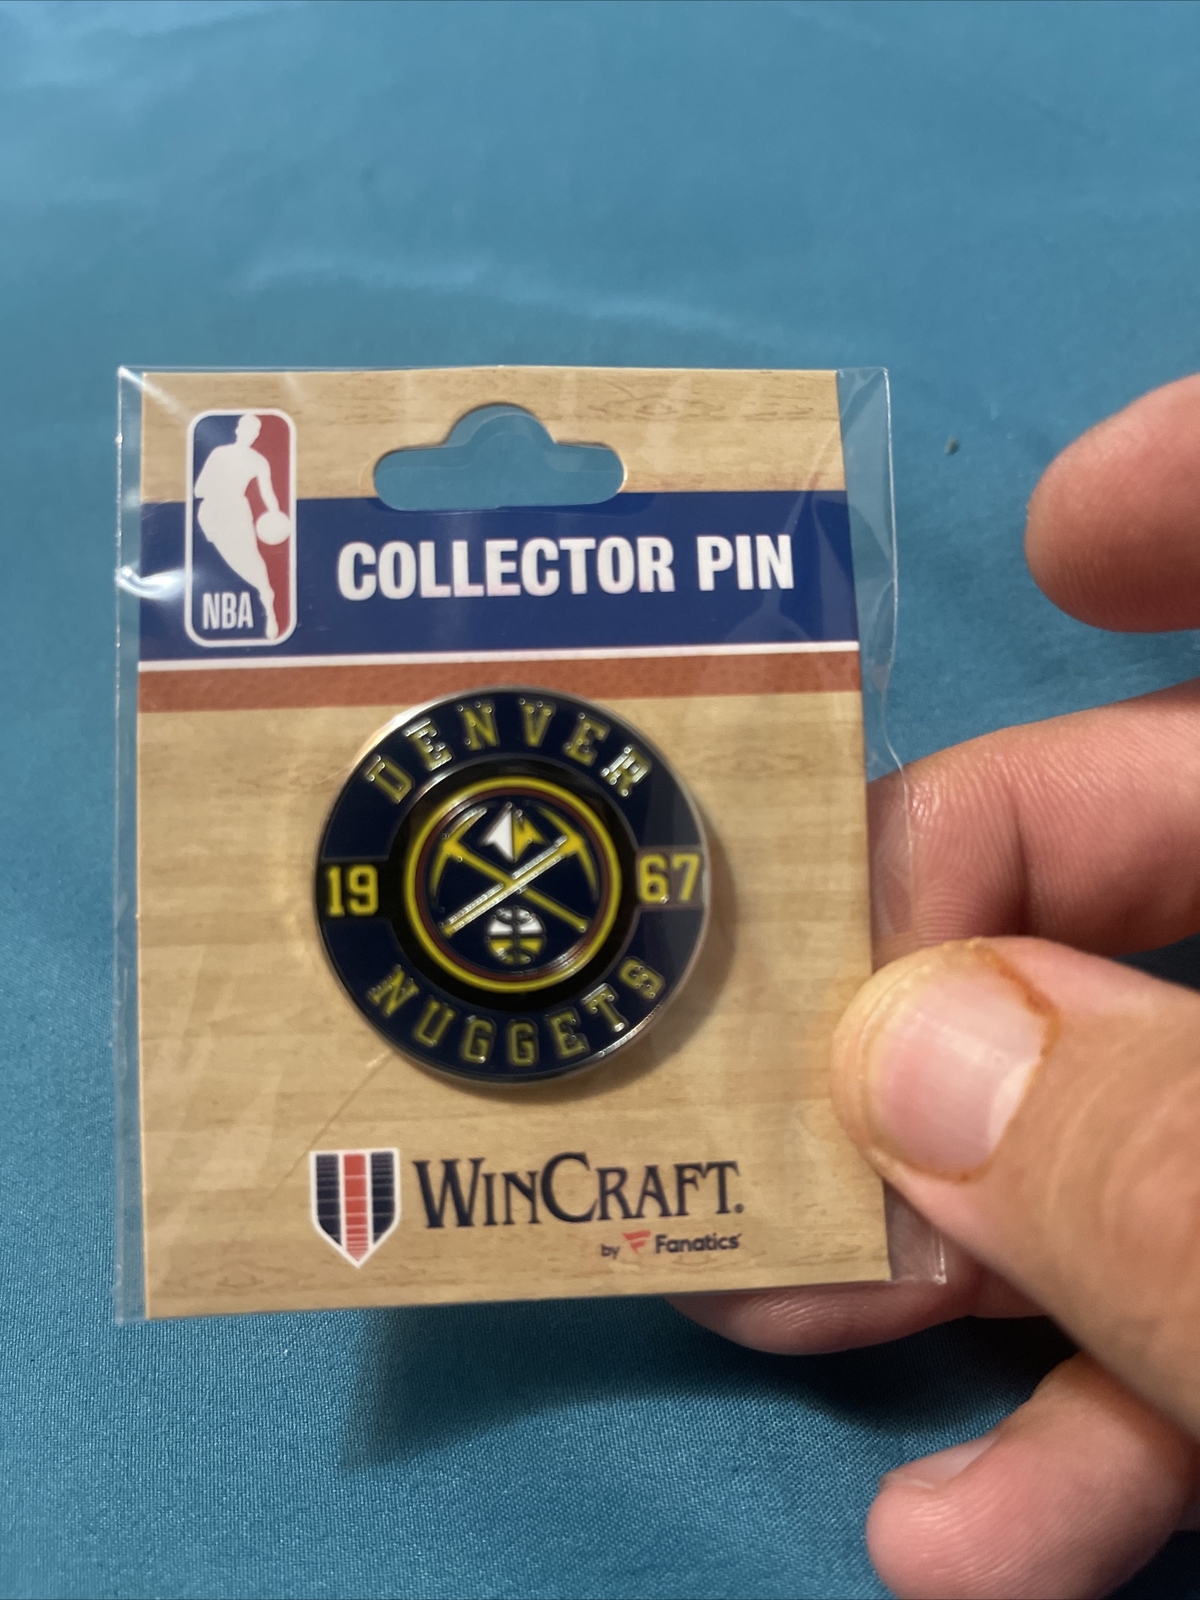 NBA
COLLECTOR PIN
DENVER
19 67
NUGGETS
WINCRAFT.
by Fanatics